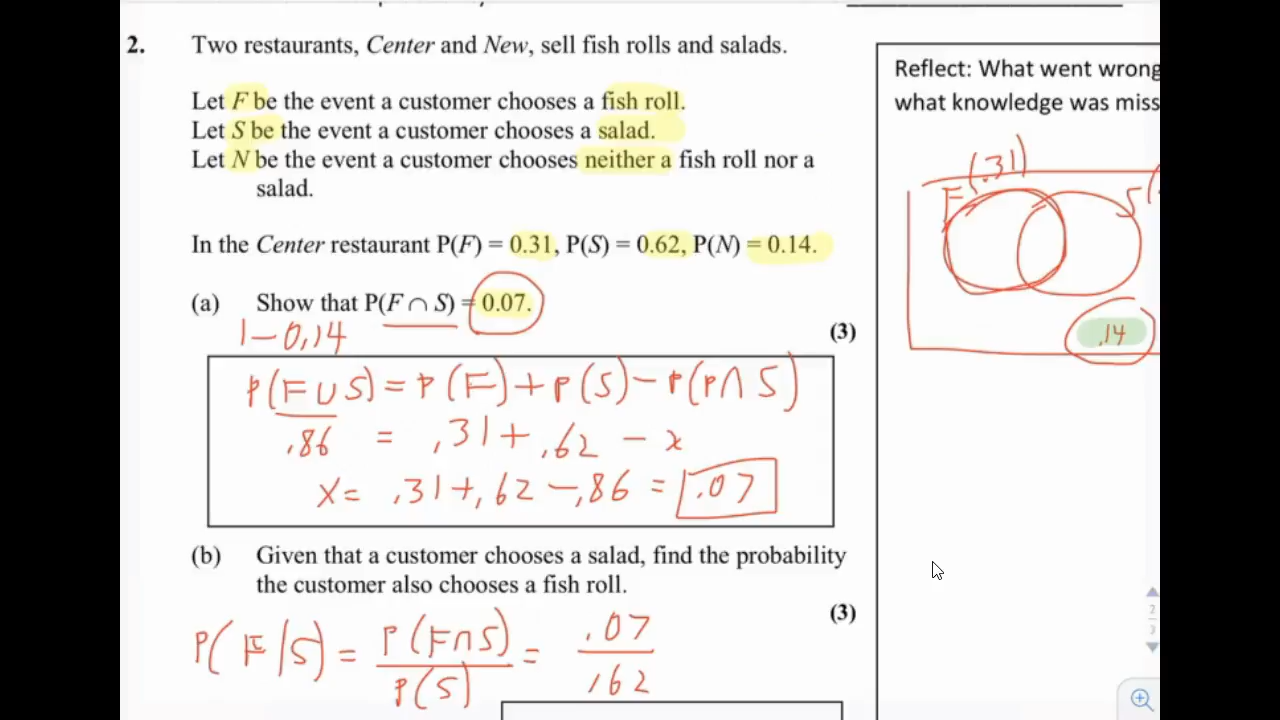 2. Two restaurants, Center and New, sell fish rolls and salads.
Let F be the event a customer chooses a fish roll.
Let S be the event a customer chooses a salad.
Let N be the event a customer chooses neither a fish roll nor a
salad.
In the Center restaurant P(F) = 0.31, P(S) = 0.62, P(N) = 0.14.
(a) Show that P(F ∩ S) = 0.07.
1 - 0,14
(3)
P(F ∪ S) = P(F) + P(S) - P(P ∩ S)
.86 = .31 + .62 - x
x = .31 + .62 - .86 = .07
(b) Given that a customer chooses a salad, find the probability
the customer also chooses a fish roll.
(3)
P(F/S) = P(F∩S) / P(S) = .07 / .62
Reflect: What went wrong
what knowledge was miss
F (.31)
S (
.14
2
3